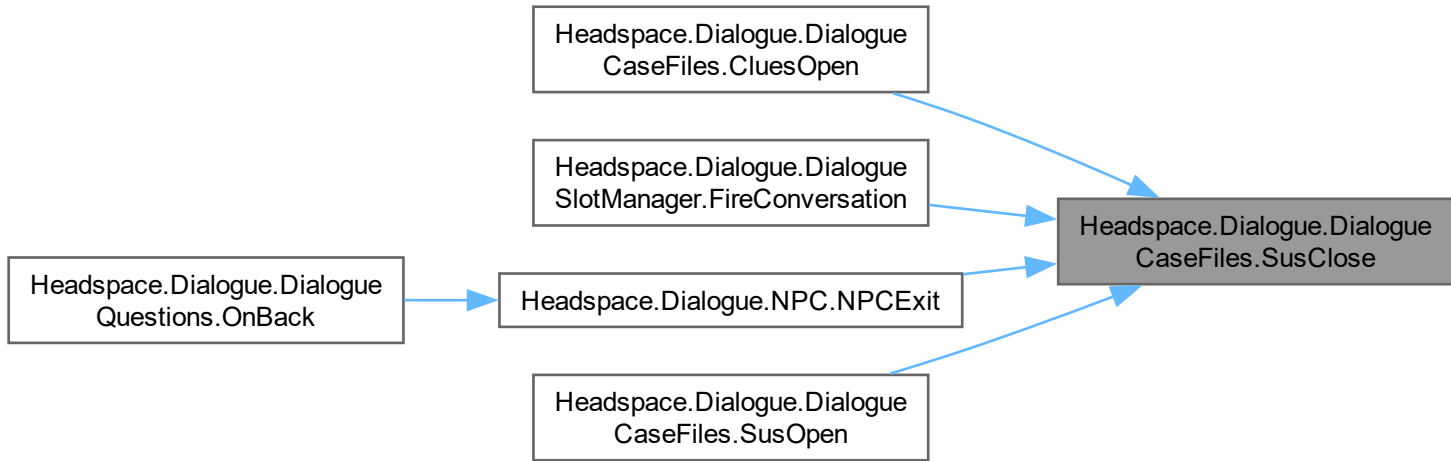 Headspace.Dialogue.Dialogue
CaseFiles.CluesOpen
Headspace.Dialogue.Dialogue
SlotManager.FireConversation
Headspace.Dialogue.Dialogue
CaseFiles.SusClose
Headspace.Dialogue.Dialogue
Questions.OnBack
Headspace.Dialogue.NPC.NPCExit
Headspace.Dialogue.Dialogue
CaseFiles.SusOpen